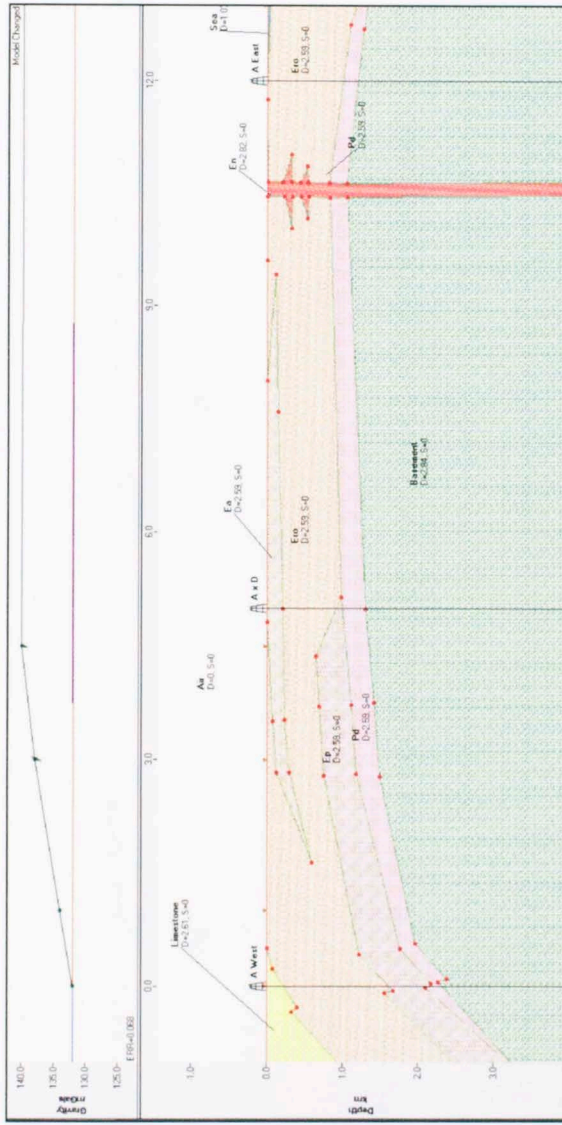 Model Changed
140.0
135.0
130.0
125.0
Gravity
mGals
ERR=0.068
0.0
3.0
6.0
9.0
12.0
-1.0
0.0
1.0
2.0
3.0
Depth
km
Limestone
D=2.61, S=0
A West
A x D
A East
D=0, S=0
Ea
D=2.59, S=0
En
D=2.82, S=0
Sea
Ero
D=2.59, S=0
Ero
D=2.59, S=0
Ep
D=2.59, S=0
Pd
D=2.59, S=0
Pd
D=2.59, S=0
Basement
D=2.84, S=0